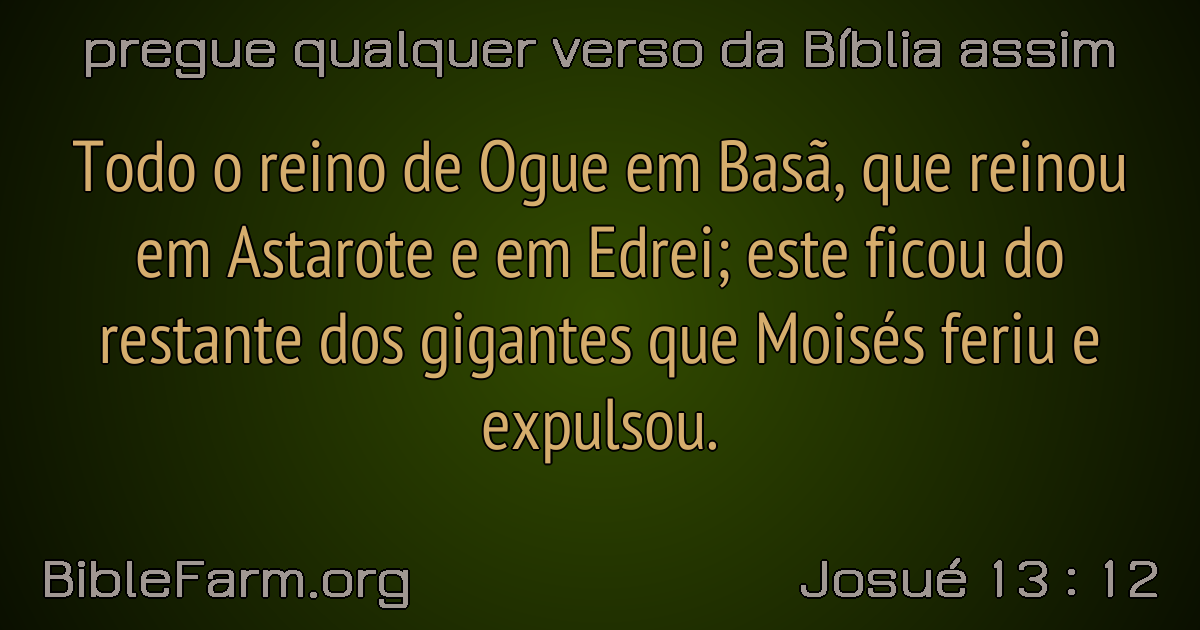 pregue qualquer verso da Bíblia assim
Todo o reino de Ogue em Basã, que reinou
em Astarote e em Edrei; este ficou do
restante dos gigantes que Moisés feriu e
expulsou.
BibleFarm.org
Josué 13 : 12